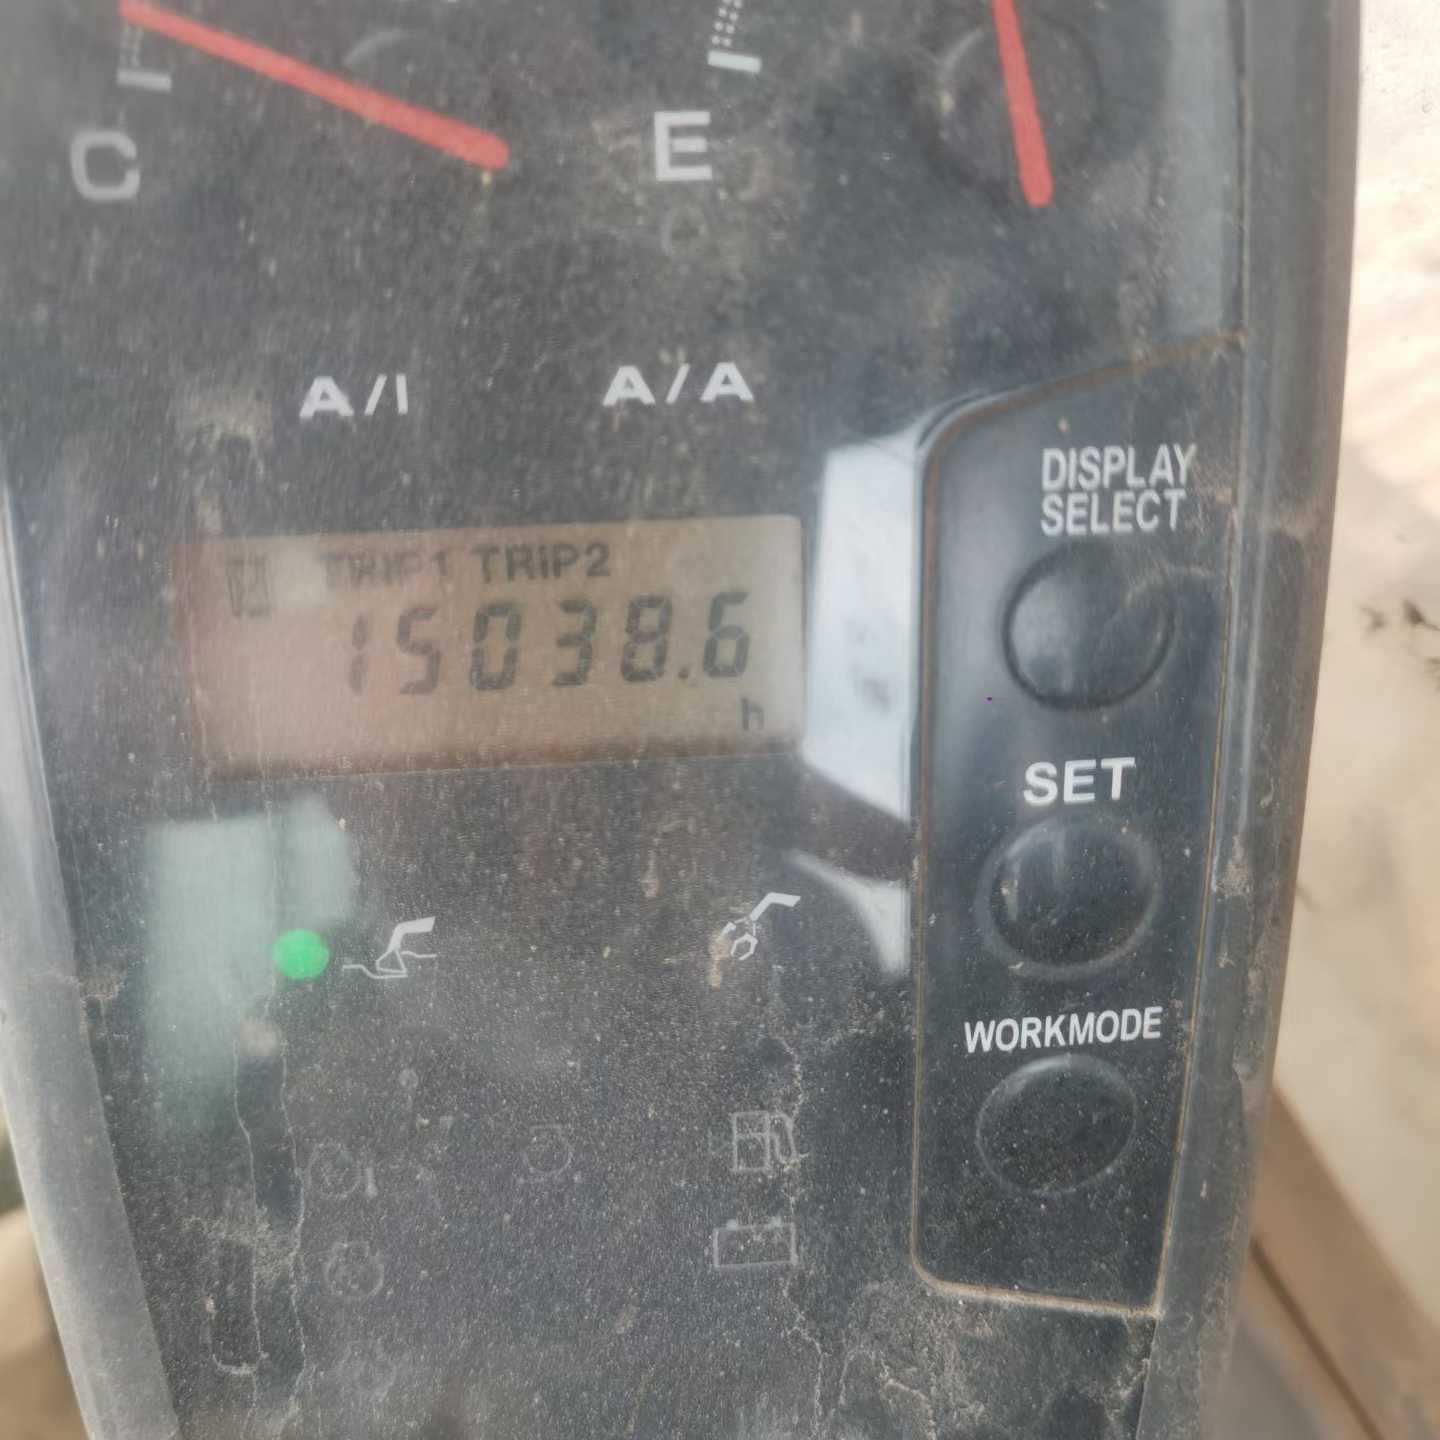 C
E
A/I
A/A
DISPLAY
SELECT
TRIP1 TRIP2
15038.6
h
SET
WORKMODE